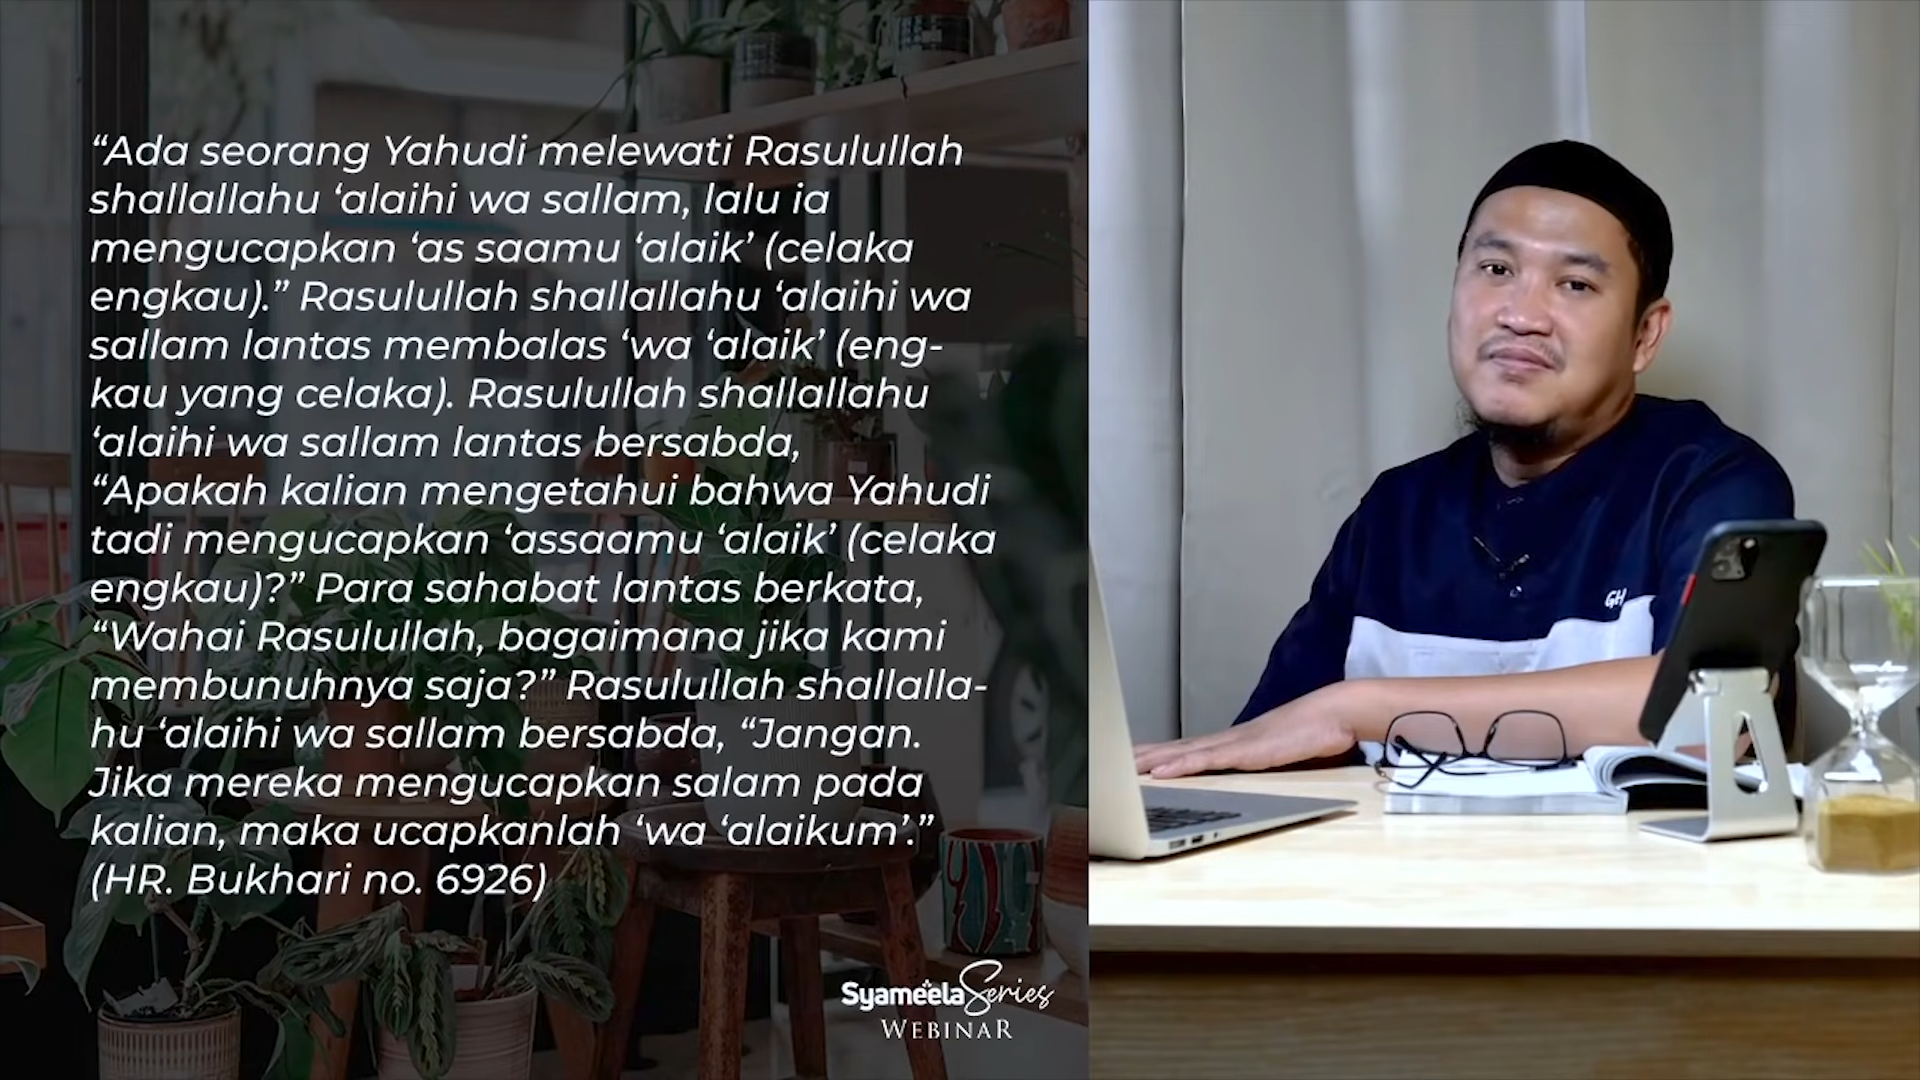 “Ada seorang Yahudi melewati Rasulullah
shallallahu ‘alaihi wa sallam, lalu ia
mengucapkan ‘as saamu ‘alaik’ (celaka
engkau).” Rasulullah shallallahu ‘alaihi wa
sallam lantas membalas ‘wa ‘alaik’ (eng-
kau yang celaka). Rasulullah shallallahu
‘alaihi wa sallam lantas bersabda,
“Apakah kalian mengetahui bahwa Yahudi
tadi mengucapkan ‘assaamu ‘alaik’ (celaka
engkau)?” Para sahabat lantas berkata,
“Wahai Rasulullah, bagaimana jika kami
membunuhnya saja?” Rasulullah shallalla-
hu ‘alaihi wa sallam bersabda, “Jangan.
Jika mereka mengucapkan salam pada
kalian, maka ucapkanlah ‘wa ‘alaikum’.”
(HR. Bukhari no. 6926)
Syameela Series
WEBINAR
GH